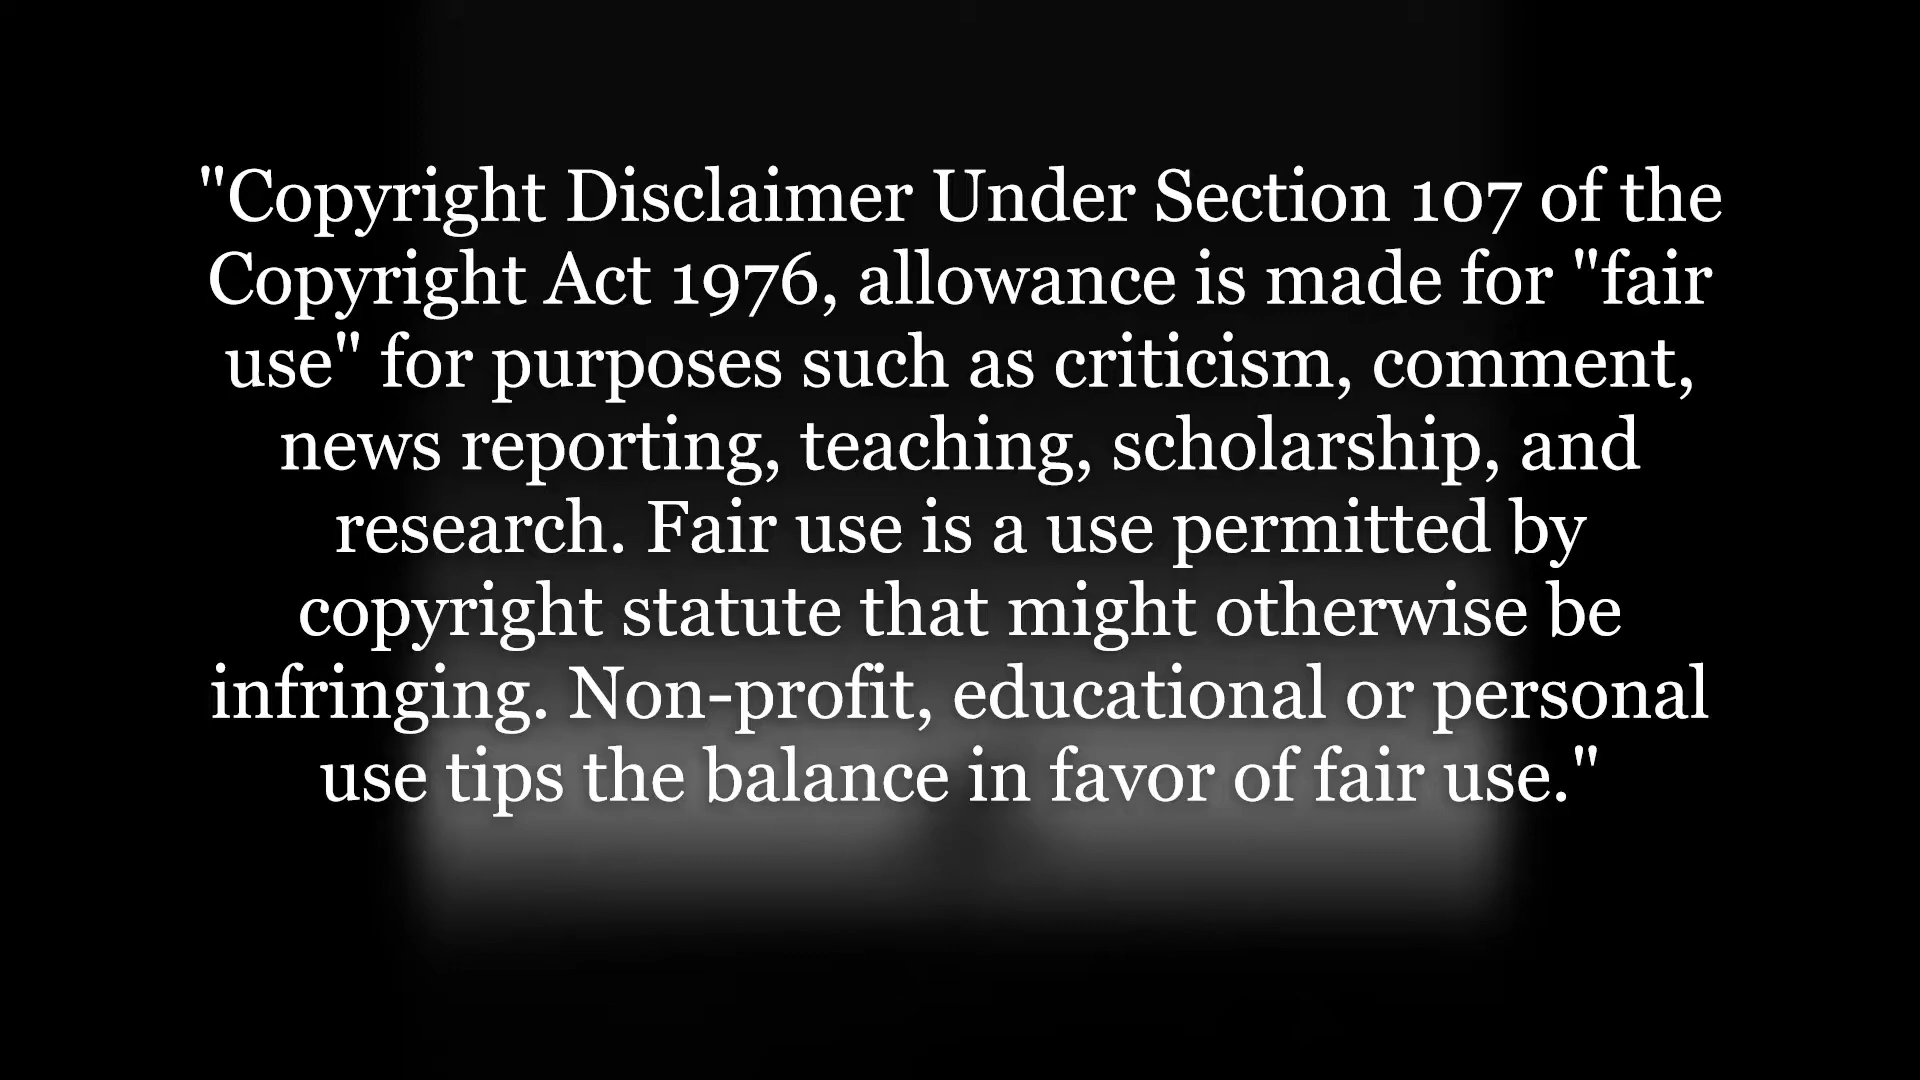 "Copyright Disclaimer Under Section 107 of the
Copyright Act 1976, allowance is made for "fair
use" for purposes such as criticism, comment,
news reporting, teaching, scholarship, and
research. Fair use is a use permitted by
copyright statute that might otherwise be
infringing. Non-profit, educational or personal
use tips the balance in favor of fair use."